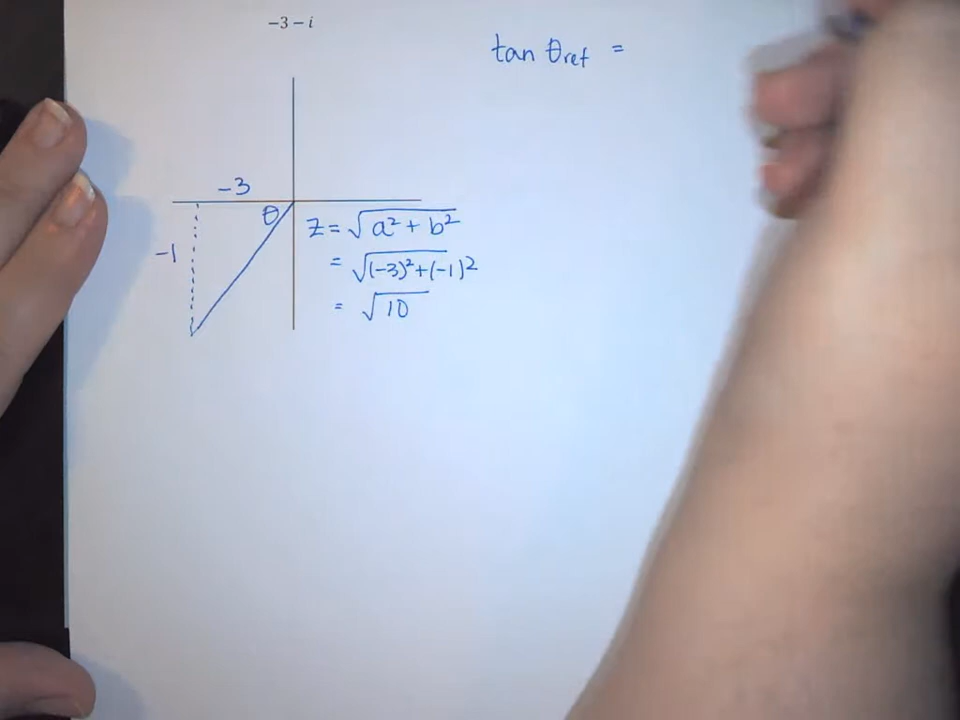 −3 − i
tan θref =
−3
θ
−1
z = √a² + b²
= √(−3)² + (−1)²
= √10